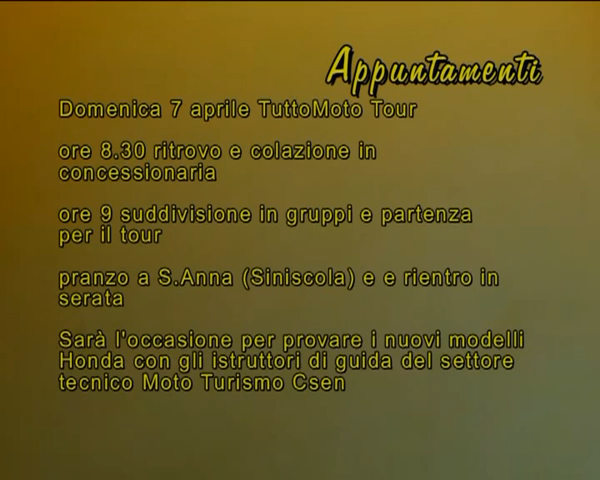 Appuntamenti
Domenica 7 aprile TuttoMoto Tour
ore 8.30 ritrovo e colazione in
concessionaria
ore 9 suddivisione in gruppi e partenza
per il tour
pranzo a S.Anna (Siniscola) e e rientro in
serata
Sarà l'occasione per provare i nuovi modelli
Honda con gli istruttori di guida del settore
tecnico Moto Turismo Csen